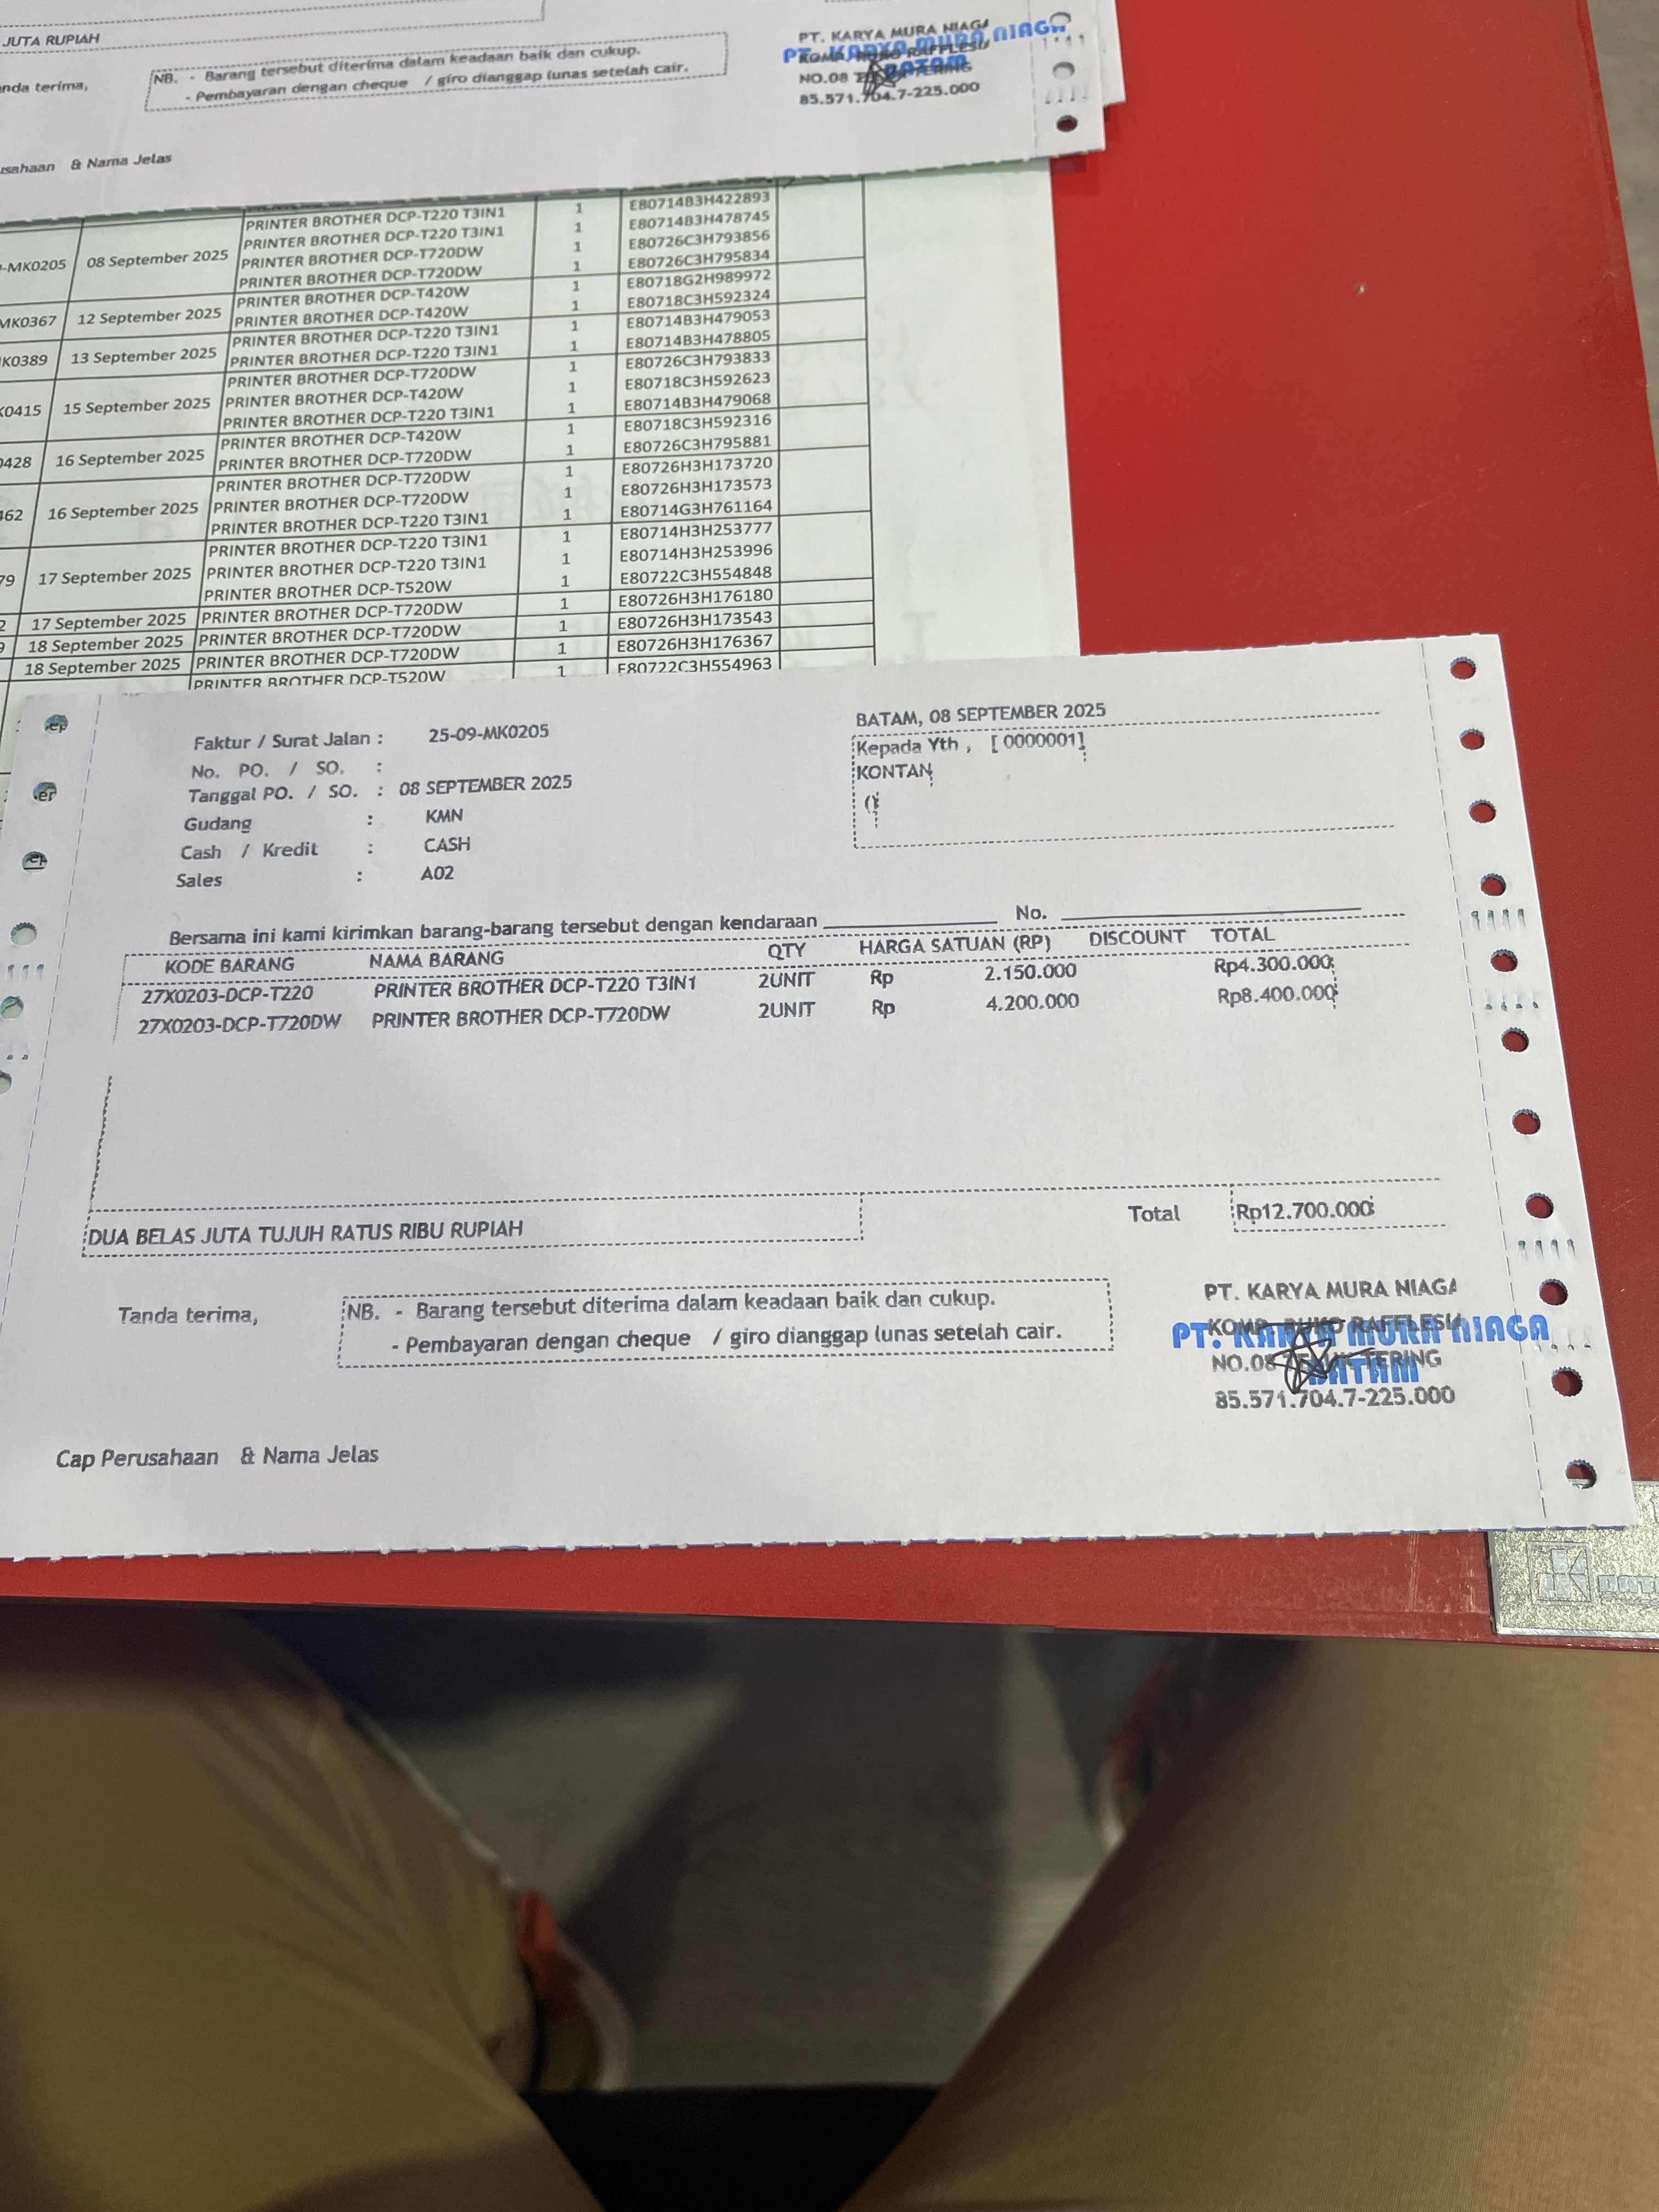 JUTA RUPIAH
nda terima,
NB. - Barang tersebut diterima dalam keadaan baik dan cukup.
- Pembayaran dengan cheque / giro dianggap lunas setelah cair.
PT. KARYA MURA NIAGA
PT. KARYA MURA NIAGA
BATAM
NO.08
85.571.704.7-225.000
usahaan & Nama Jelas
E80714B3H422893
PRINTER BROTHER DCP-T220 T3IN1 1 E80714B3H478745
PRINTER BROTHER DCP-T220 T3IN1 1 E80726C3H793856
-MK0205 08 September 2025 PRINTER BROTHER DCP-T720DW 1 E80726C3H795834
PRINTER BROTHER DCP-T720DW 1 E80718G2H989972
PRINTER BROTHER DCP-T420W 1 E80718C3H592324
MK0367 12 September 2025 PRINTER BROTHER DCP-T420W 1 E80714B3H479053
PRINTER BROTHER DCP-T220 T3IN1 1 E80714B3H478805
K0389 13 September 2025 PRINTER BROTHER DCP-T220 T3IN1 1 E80726C3H793833
PRINTER BROTHER DCP-T720DW 1 E80718C3H592623
0415 15 September 2025 PRINTER BROTHER DCP-T420W 1 E80714B3H479068
PRINTER BROTHER DCP-T220 T3IN1 1 E80718C3H592316
PRINTER BROTHER DCP-T420W 1 E80726C3H795881
0428 16 September 2025 PRINTER BROTHER DCP-T720DW 1 E80726H3H173720
PRINTER BROTHER DCP-T720DW 1 E80726H3H173573
462 16 September 2025 PRINTER BROTHER DCP-T720DW 1 E80714G3H761164
PRINTER BROTHER DCP-T220 T3IN1 1 E80714H3H253777
PRINTER BROTHER DCP-T220 T3IN1 1 E80714H3H253996
79 17 September 2025 PRINTER BROTHER DCP-T220 T3IN1 1 E80722C3H554848
PRINTER BROTHER DCP-T520W 1 E80726H3H176180
2 17 September 2025 PRINTER BROTHER DCP-T720DW 1 E80726H3H173543
9 18 September 2025 PRINTER BROTHER DCP-T720DW 1 E80726H3H176367
18 September 2025 PRINTER BROTHER DCP-T720DW 1 E80722C3H554963
PRINTER BROTHER DCP-T520W
Faktur / Surat Jalan : 25-09-MK0205
No. PO. / SO. :
Tanggal PO. / SO. : 08 SEPTEMBER 2025
Gudang : KMN
Cash / Kredit : CASH
Sales : A02
BATAM, 08 SEPTEMBER 2025
Kepada Yth , [ 0000001]
KONTAN
()
Bersama ini kami kirimkan barang-barang tersebut dengan kendaraan No.
KODE BARANG NAMA BARANG QTY HARGA SATUAN (RP) DISCOUNT TOTAL
27X0203-DCP-T220 PRINTER BROTHER DCP-T220 T3IN1 2UNIT Rp 2.150.000 Rp4.300.000
27X0203-DCP-T720DW PRINTER BROTHER DCP-T720DW 2UNIT Rp 4.200.000 Rp8.400.000
DUA BELAS JUTA TUJUH RATUS RIBU RUPIAH
Total Rp12.700.000
Tanda terima,
NB. - Barang tersebut diterima dalam keadaan baik dan cukup.
- Pembayaran dengan cheque / giro dianggap lunas setelah cair.
PT. KARYA MURA NIAGA
KOMP. RUKO RAFFLESIA
PT. KARYA MURA NIAGA
NO.08 TERING
BATAM
85.571.704.7-225.000
Cap Perusahaan & Nama Jelas